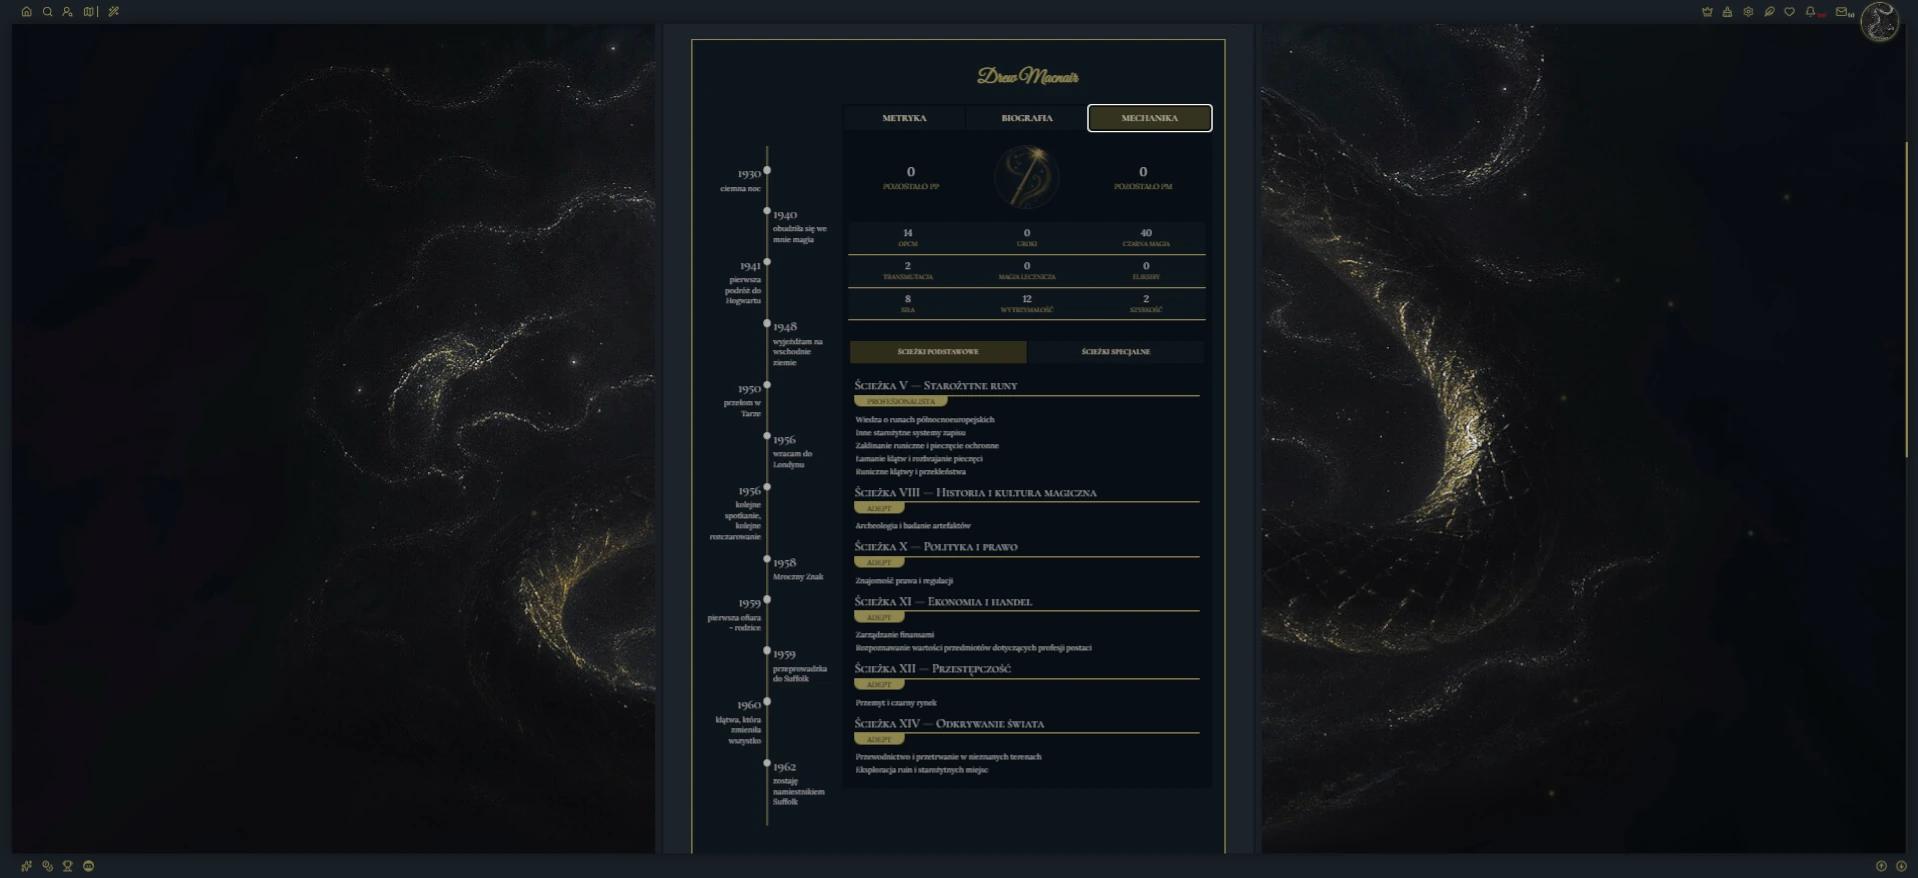 Drew Macnair
METRYKA
BIOGRAFIA
MECHANIKA
1930
ciemna noc
1940
obudziła się we
mnie magia
1941
pierwsza
podróż do
Hogwartu
1948
wyjeżdżam na
wschodnie
ziemie
1950
przełom w
Tarze
1956
wracam do
Londynu
1956
kolejne
spotkanie,
kolejne
rozczarowanie
1958
Mroczny Znak
1959
pierwsza ofiara
- rodzice
1959
przeprowadzka
do Suffolk
1960
klątwa, która
zmieniła
wszystko
1962
zostaję
namiestnikiem
Suffolk
0
POZOSTAŁO PP
0
POZOSTAŁO PM
14
OPCM
0
UROKI
40
CZARNA MAGIA
2
TRANSMUTACJA
0
MAGIA LECZNICZA
0
ELIKSIRY
8
SIŁA
12
WYTRZYMAŁOŚĆ
2
SZYBKOŚĆ
ŚCIEŻKI PODSTAWOWE
ŚCIEŻKI SPECJALNE
Ścieżka V — Starożytne runy
PROFESJONALISTA
Wiedza o runach północnoeuropejskich
Inne starożytne systemy zapisu
Zaklinanie runiczne i pieczęcie ochronne
Łamanie klątw i rozbrajanie pieczęci
Runiczne klątwy i przekleństwa
Ścieżka VIII — Historia i kultura magiczna
ADEPT
Archeologia i badanie artefaktów
Ścieżka X — Polityka i prawo
ADEPT
Znajomość prawa i regulacji
Ścieżka XI — Ekonomia i handel
ADEPT
Zarządzanie finansami
Rozpoznawanie wartości przedmiotów dotyczących profesji postaci
Ścieżka XII — Przestępczość
ADEPT
Przemyt i czarny rynek
Ścieżka XIV — Odkrywanie świata
ADEPT
Przewodnictwo i przetrwanie w nieznanych terenach
Eksploracja ruin i starożytnych miejsc